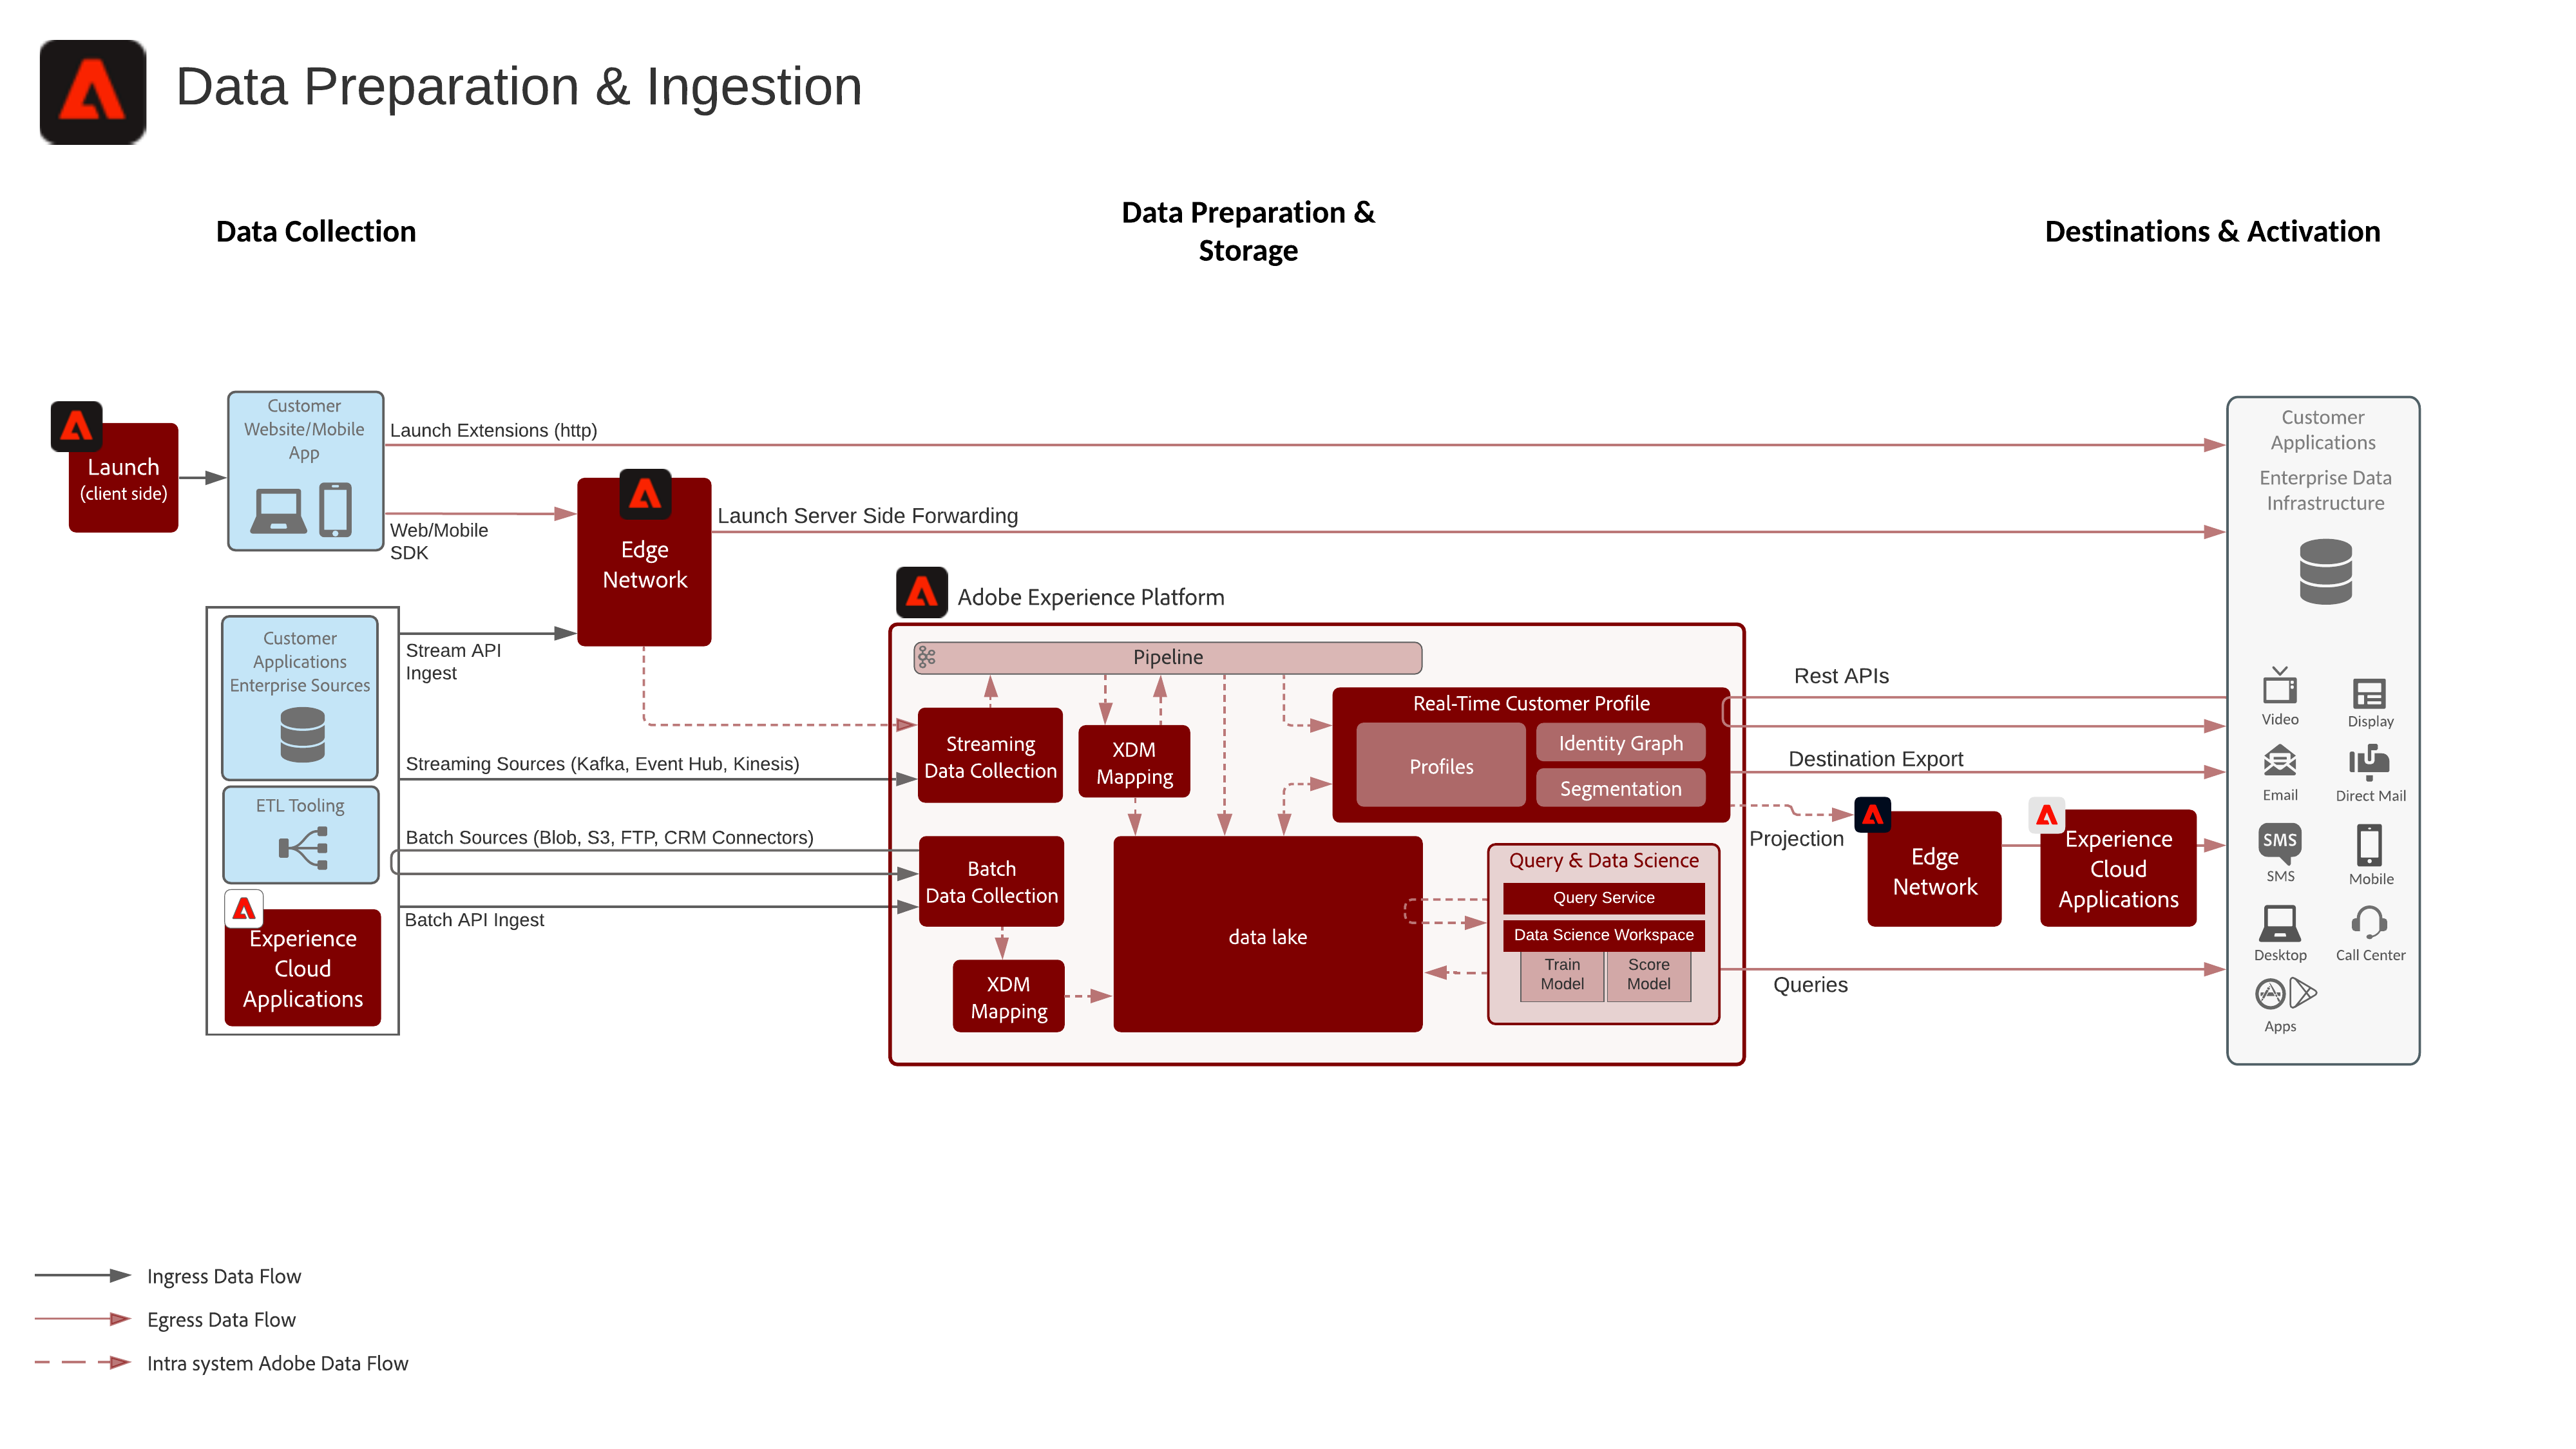 Data Preparation & Ingestion
Data Collection
Data Preparation &
Storage
Destinations & Activation
Launch
(client side)
Customer
Website/Mobile
App
Launch Extensions (http)
Web/Mobile
SDK
Edge
Network
Launch Server Side Forwarding
Customer
Applications
Enterprise Sources
ETL Tooling
Experience
Cloud
Applications
Stream API
Ingest
Streaming Sources (Kafka, Event Hub, Kinesis)
Batch Sources (Blob, S3, FTP, CRM Connectors)
Batch API Ingest
Adobe Experience Platform
Pipeline
Streaming
Data Collection
XDM
Mapping
Batch
Data Collection
XDM
Mapping
data lake
Real-Time Customer Profile
Profiles
Identity Graph
Segmentation
Query & Data Science
Query Service
Data Science Workspace
Train
Model
Score
Model
Rest APIs
Destination Export
Projection
Edge
Network
Experience
Cloud
Applications
Queries
Customer
Applications
Enterprise Data
Infrastructure
Video
Display
Email
Direct Mail
SMS
SMS
Mobile
Desktop
Call Center
Apps
Ingress Data Flow
Egress Data Flow
Intra system Adobe Data Flow